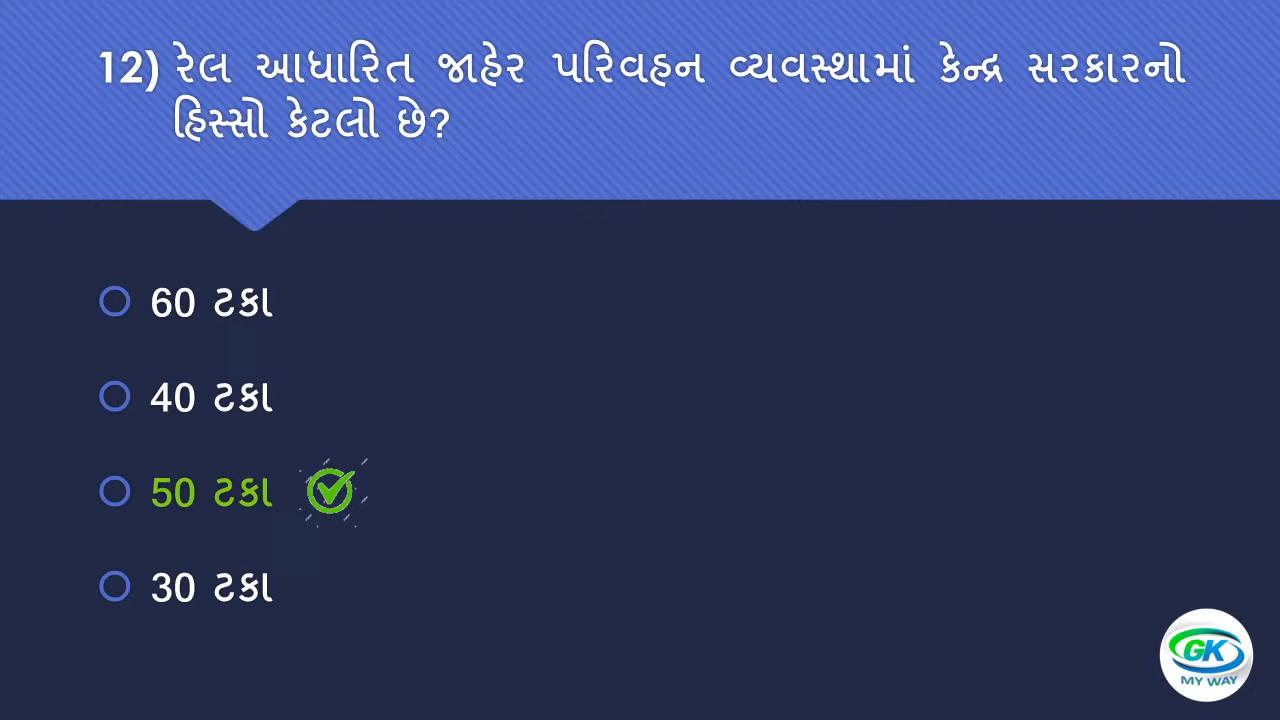 12) રેલ આધારિત જાહેર પરિવહન વ્યવસ્થામાં કેન્દ્ર સરકારનો
હિસ્સો કેટલો છે?
60 ટકા
40 ટકા
50 ટકા
30 ટકા
GK
MY WAY